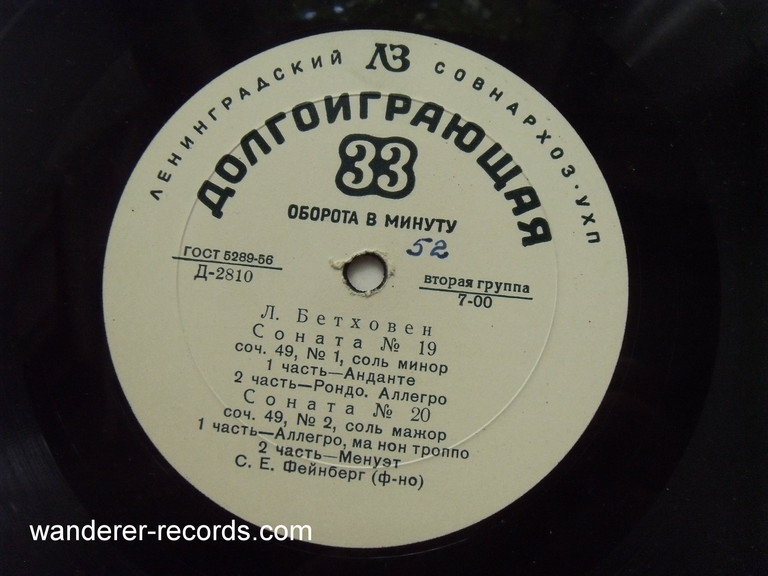 ЛЕНИНГРАДСКИЙ ЛЗ СОВНАРХОЗ·УХП
ДОЛГОИГРАЮЩАЯ
33
ОБОРОТА В МИНУТУ
52
ГОСТ 5289-56
Д-2810
вторая группа
7-00
Л. Бетховен
Соната № 19
соч. 49, № 1, соль минор
1 часть—Анданте
2 часть—Рондо. Аллегро
Соната № 20
соч. 49, № 2, соль мажор
1 часть—Аллегро, ма нон троппо
2 часть—Менуэт
С. Е. Фейнберг (ф-но)
wanderer-records.com